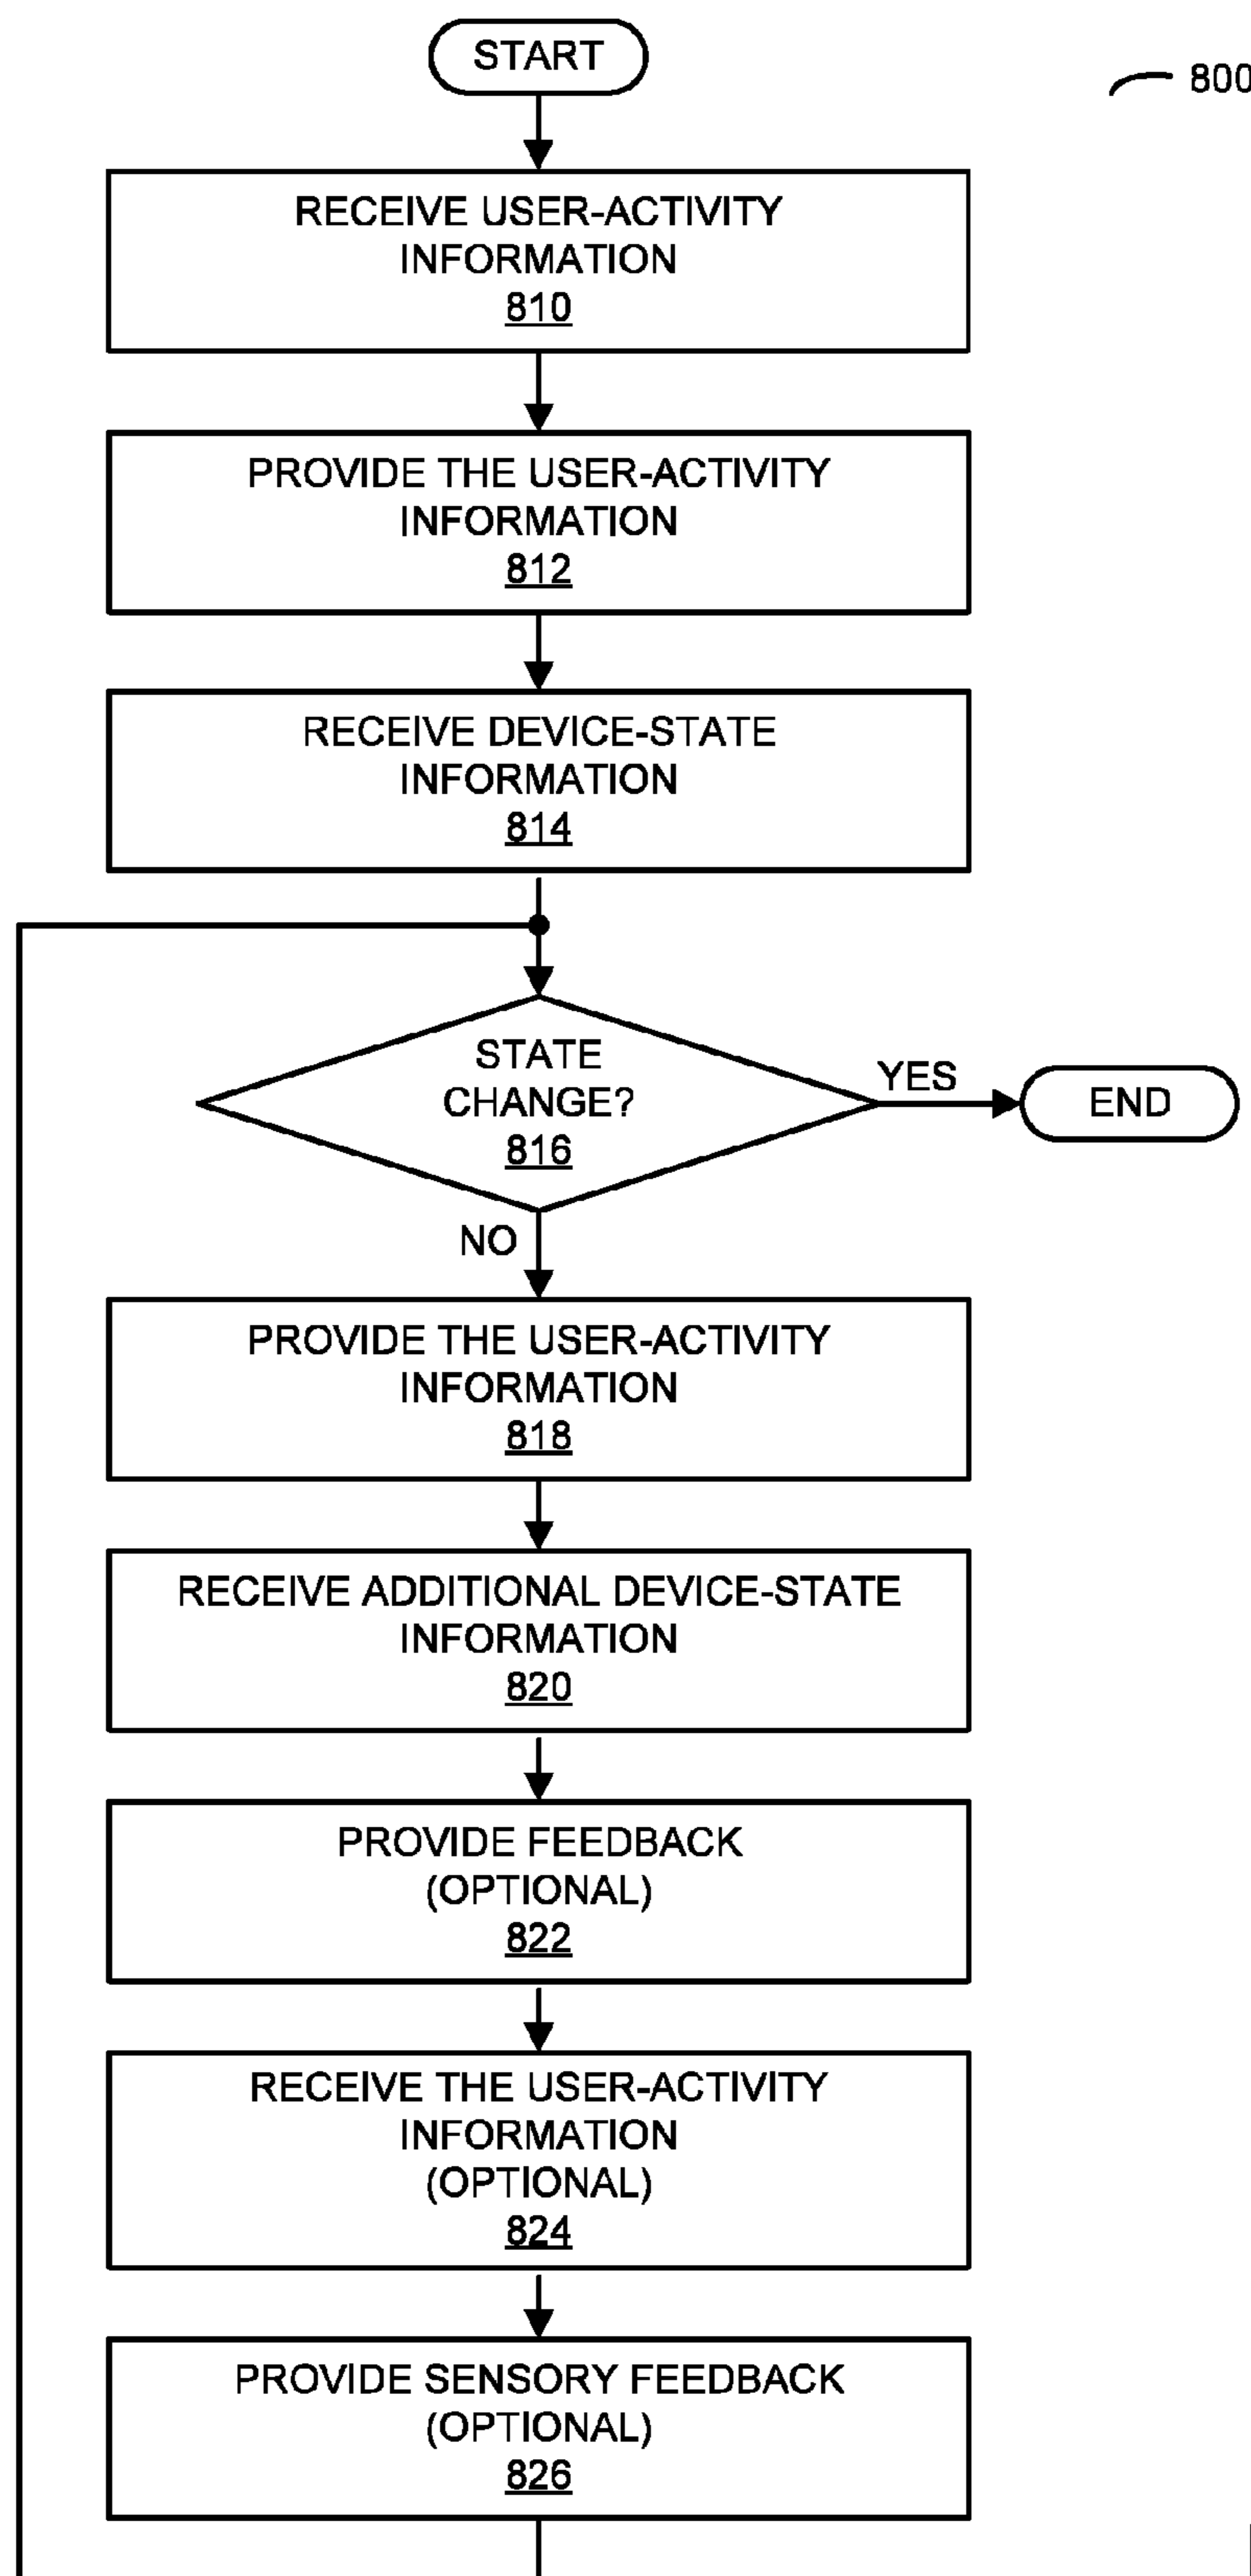 START
800
RECEIVE USER-ACTIVITY
INFORMATION
810
PROVIDE THE USER-ACTIVITY
INFORMATION
812
RECEIVE DEVICE-STATE
INFORMATION
814
STATE
CHANGE?
816
YES
END
NO
PROVIDE THE USER-ACTIVITY
INFORMATION
818
RECEIVE ADDITIONAL DEVICE-STATE
INFORMATION
820
PROVIDE FEEDBACK
(OPTIONAL)
822
RECEIVE THE USER-ACTIVITY
INFORMATION
(OPTIONAL)
824
PROVIDE SENSORY FEEDBACK
(OPTIONAL)
826